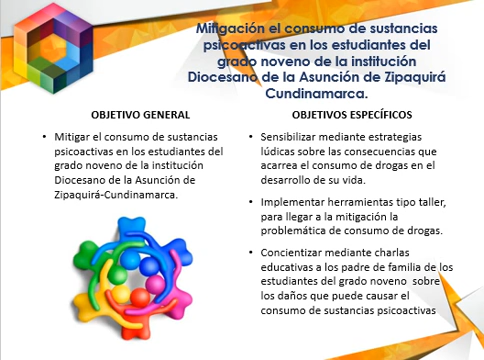 Mitigación el consumo de sustancias
psicoactivas en los estudiantes del
grado noveno de la institución
Diocesano de la Asunción de Zipaquirá
Cundinamarca.
OBJETIVO GENERAL
• Mitigar el consumo de sustancias
psicoactivas en los estudiantes del
grado noveno de la institución
Diocesano de la Asunción de
Zipaquirá-Cundinamarca.
OBJETIVOS ESPECÍFICOS
• Sensibilizar mediante estrategias
lúdicas sobre las consecuencias que
acarrea el consumo de drogas en el
desarrollo de su vida.
• Implementar herramientas tipo taller,
para llegar a la mitigación la
problemática de consumo de drogas.
• Concientizar mediante charlas
educativas a los padre de familia de los
estudiantes del grado noveno sobre
los daños que puede causar el
consumo de sustancias psicoactivas